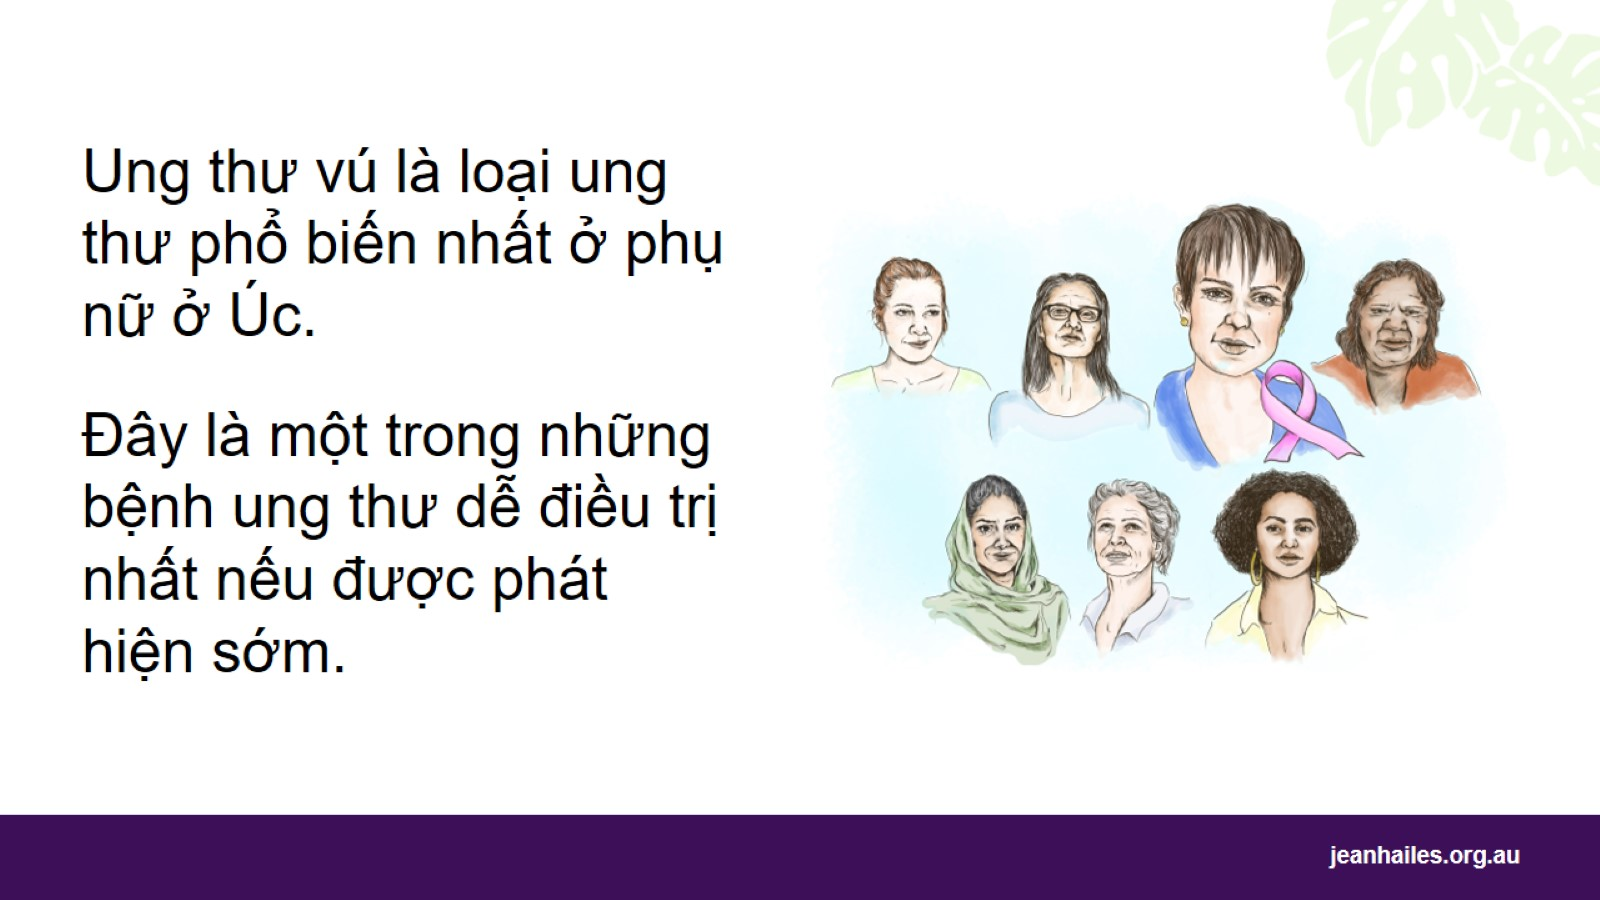 Ung thư vú là loại ung
thư phổ biến nhất ở phụ
nữ ở Úc.
Đây là một trong những
bệnh ung thư dễ điều trị
nhất nếu được phát
hiện sớm.
jeanhailes.org.au